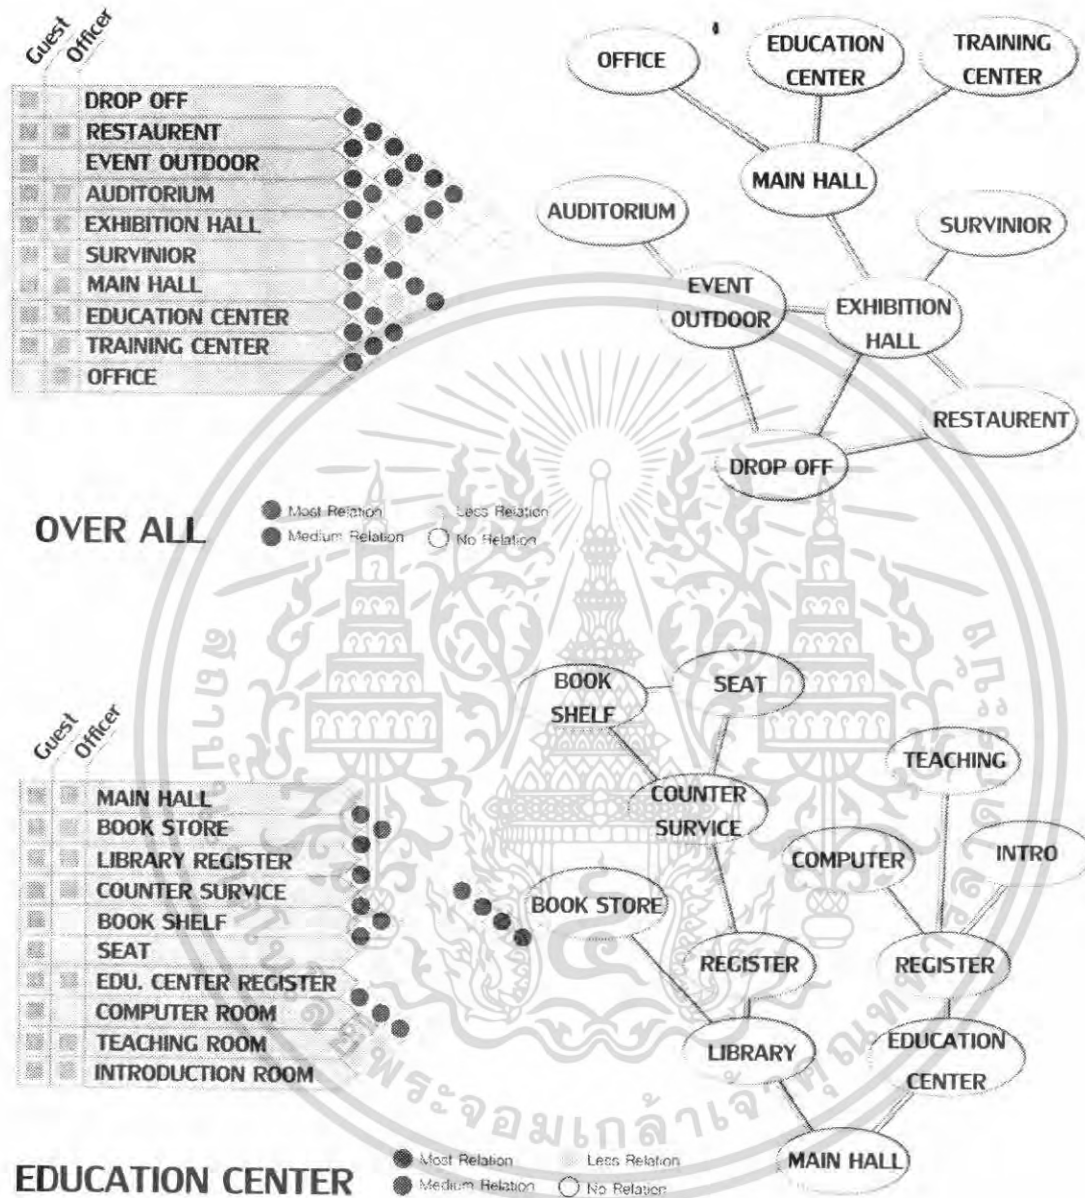 Guest
Officer
DROP OFF
RESTAURENT
EVENT OUTDOOR
AUDITORIUM
EXHIBITION HALL
SURVINIOR
MAIN HALL
EDUCATION CENTER
TRAINING CENTER
OFFICE
OFFICE
EDUCATION
CENTER
TRAINING
CENTER
MAIN HALL
AUDITORIUM
SURVINIOR
EVENT
OUTDOOR
EXHIBITION
HALL
RESTAURENT
DROP OFF
OVER ALL
Most Relation
Less Relation
Medium Relation
No Relation
Guest
Officer
MAIN HALL
BOOK STORE
LIBRARY REGISTER
COUNTER SURVICE
BOOK SHELF
SEAT
EDU. CENTER REGISTER
COMPUTER ROOM
TEACHING ROOM
INTRODUCTION ROOM
BOOK
SHELF
SEAT
TEACHING
COUNTER
SURVICE
COMPUTER
INTRO
BOOK STORE
REGISTER
REGISTER
LIBRARY
EDUCATION
CENTER
MAIN HALL
EDUCATION CENTER
Most Relation
Less Relation
Medium Relation
No Relation